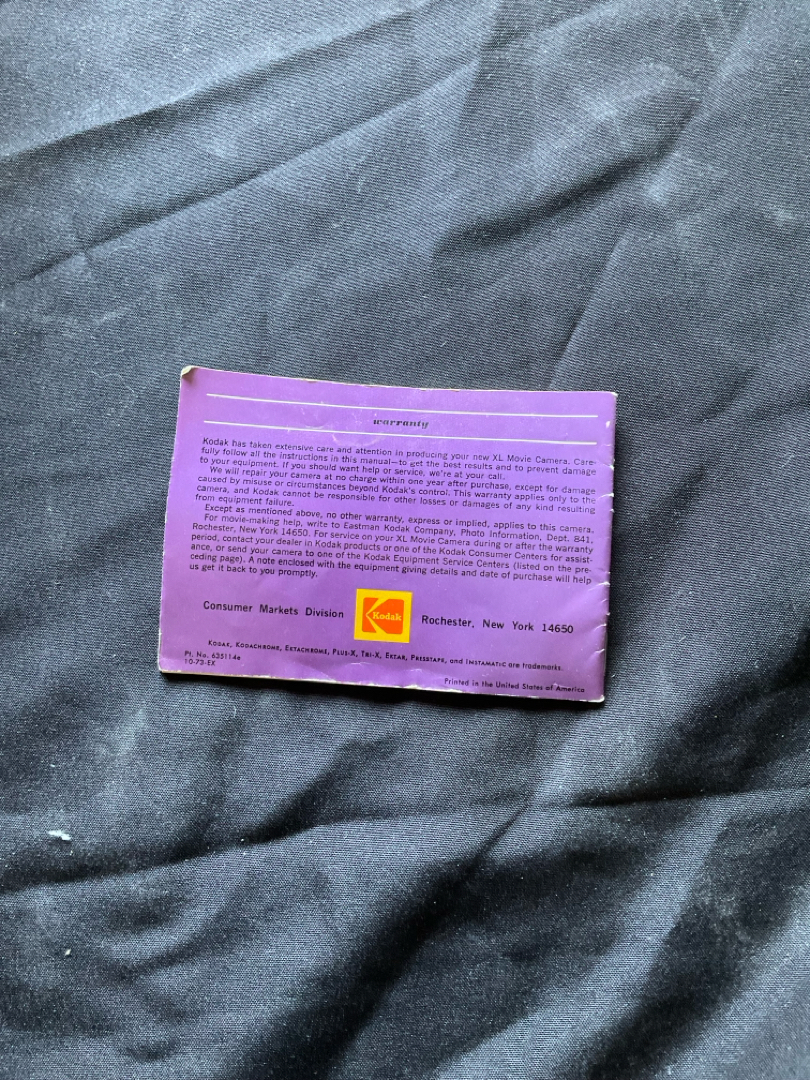 warranty
Kodak has taken extensive care and attention in producing your new XL Movie Camera. Care-
fully follow all the instructions in this manual—to get the best results and to prevent damage
to your equipment. If you should want help or service, we're at your call.
We will repair your camera at no charge within one year after purchase, except for damage
caused by misuse or circumstances beyond Kodak's control. This warranty applies only to the
camera, and Kodak cannot be responsible for other losses or damages of any kind resulting
from equipment failure.
Except as mentioned above, no other warranty, express or implied, applies to this camera.
For movie-making help, write to Eastman Kodak Company, Photo Information, Dept. 841,
Rochester, New York 14650. For service on your XL Movie Camera during or after the warranty
period, contact your dealer in Kodak products or one of the Kodak Consumer Centers for assist-
ance, or send your camera to one of the Kodak Equipment Service Centers (listed on the pre-
ceding page). A note enclosed with the equipment giving details and date of purchase will help
us get it back to you promptly.
Consumer Markets Division Kodak Rochester, New York 14650
KODAK, KODACHROME, EKTACHROME, PLUS-X, TRI-X, EKTAR, PRESSTAPE, and INSTAMATIC are trademarks.
Pt. No. 635114e
10-73-EX
Printed in the United States of America